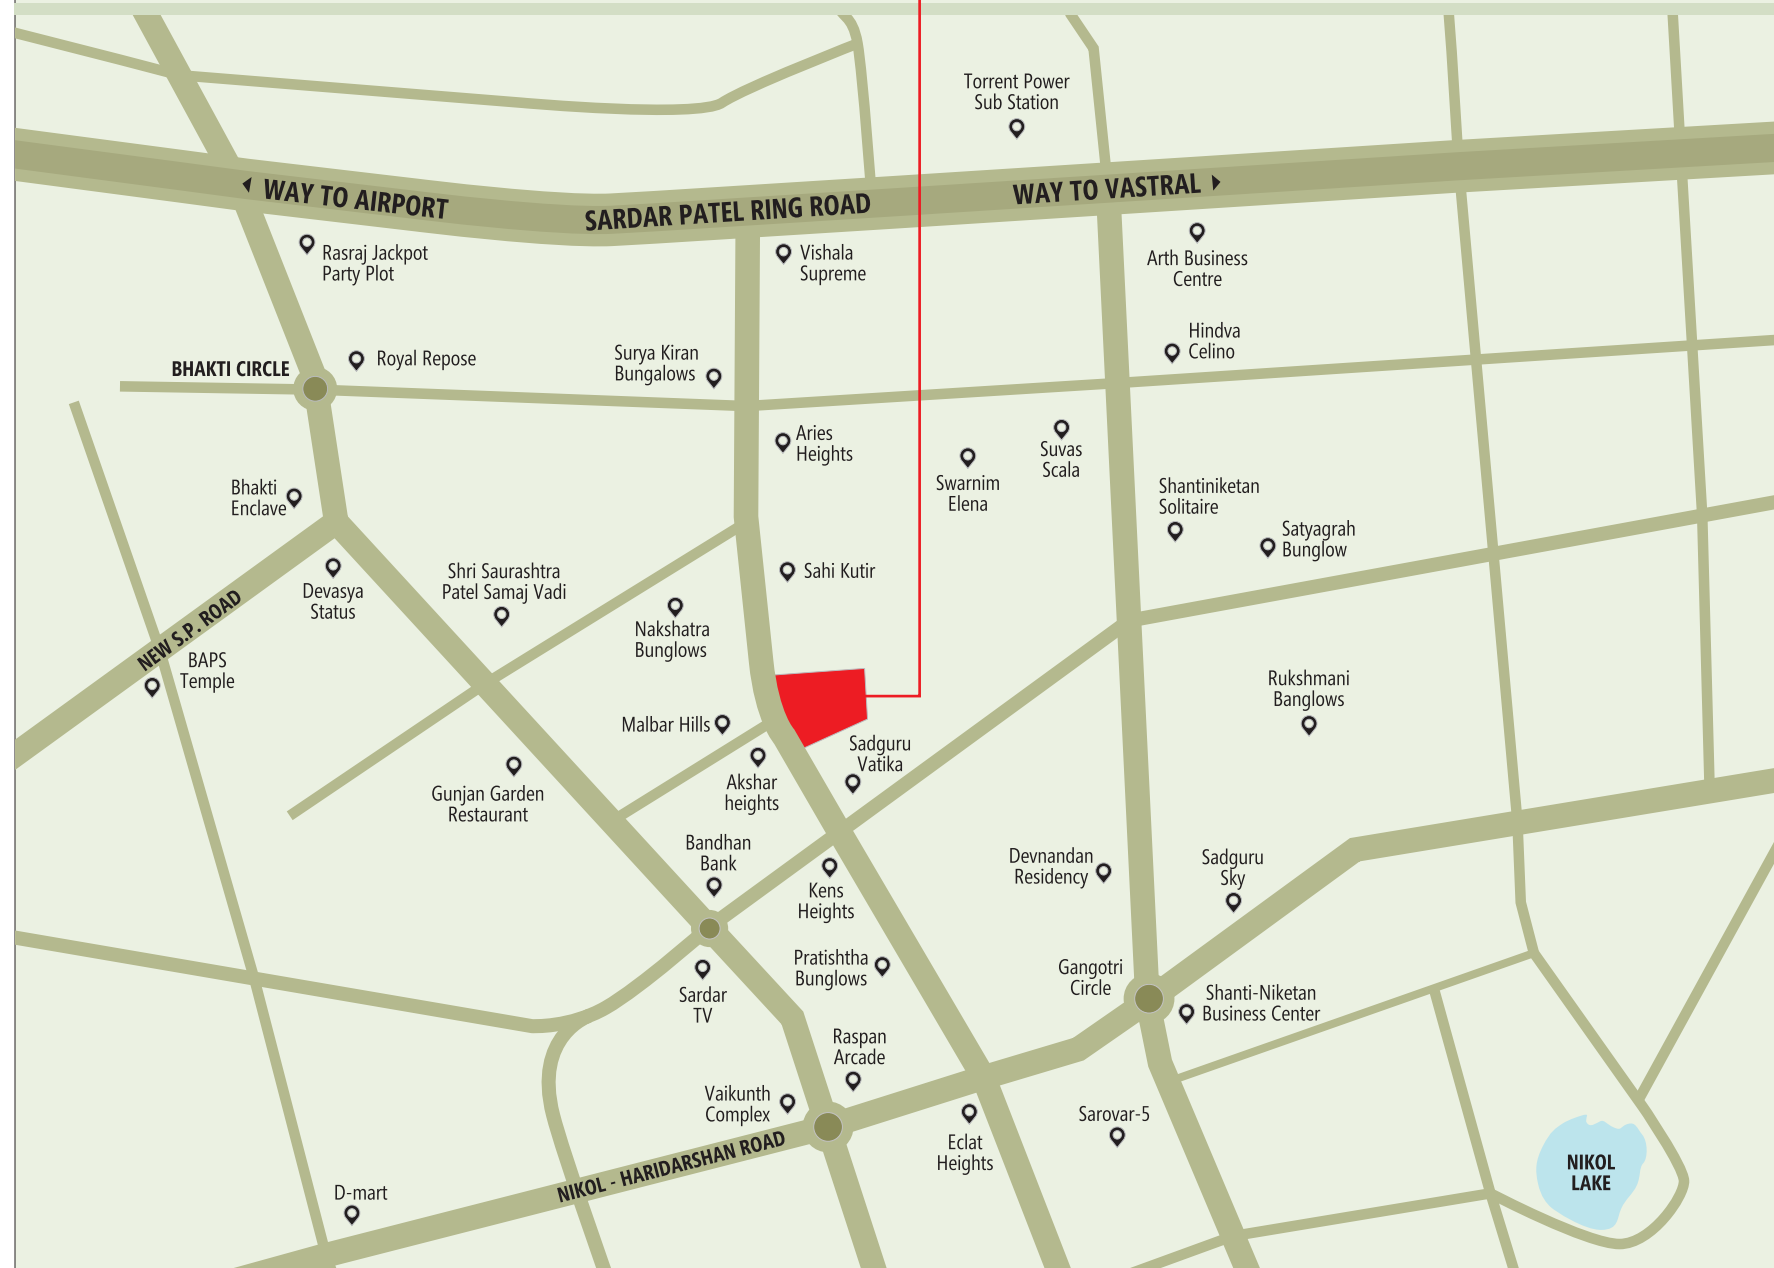 Torrent Power
Sub Station
WAY TO AIRPORT
SARDAR PATEL RING ROAD
WAY TO VASTRAL
Rasraj Jackpot
Party Plot
Vishala
Supreme
Arth Business
Centre
BHAKTI CIRCLE
Royal Repose
Surya Kiran
Bungalows
Hindva
Celino
Aries
Heights
Suvas
Scala
Swarnim
Elena
Bhakti
Enclave
Shantiniketan
Solitaire
Satyagrah
Bunglow
Devasya
Status
Shri Saurashtra
Patel Samaj Vadi
Sahi Kutir
NEW S.P. ROAD
Nakshatra
Bunglows
BAPS
Temple
Rukshmani
Banglows
Malbar Hills
Sadguru
Vatika
Akshar
heights
Gunjan Garden
Restaurant
Bandhan
Bank
Kens
Heights
Devnandan
Residency
Sadguru
Sky
Pratishtha
Bunglows
Gangotri
Circle
Sardar
TV
Shanti-Niketan
Business Center
Raspan
Arcade
Vaikunth
Complex
Sarovar-5
Eclat
Heights
NIKOL - HARIDARSHAN ROAD
NIKOL
LAKE
D-mart